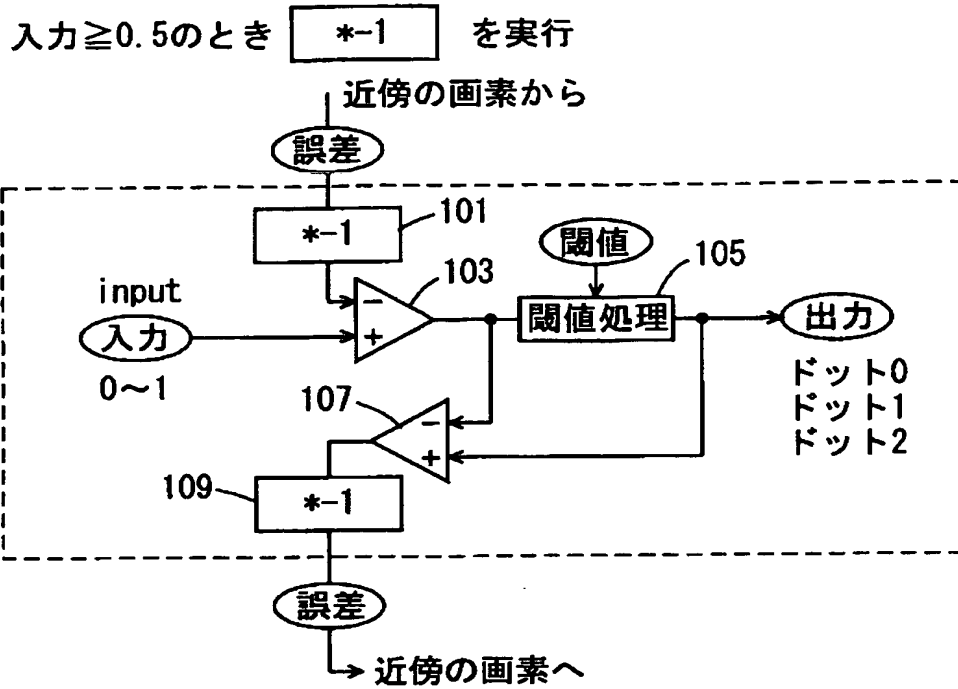 入力≧0.5のとき *-1 を実行
近傍の画素から
誤差
*-1
101
閾値
103
105
input
入力
0～1
-
+
閾値処理
出力
ドット0
ドット1
ドット2
107
-
+
109
*-1
誤差
近傍の画素へ